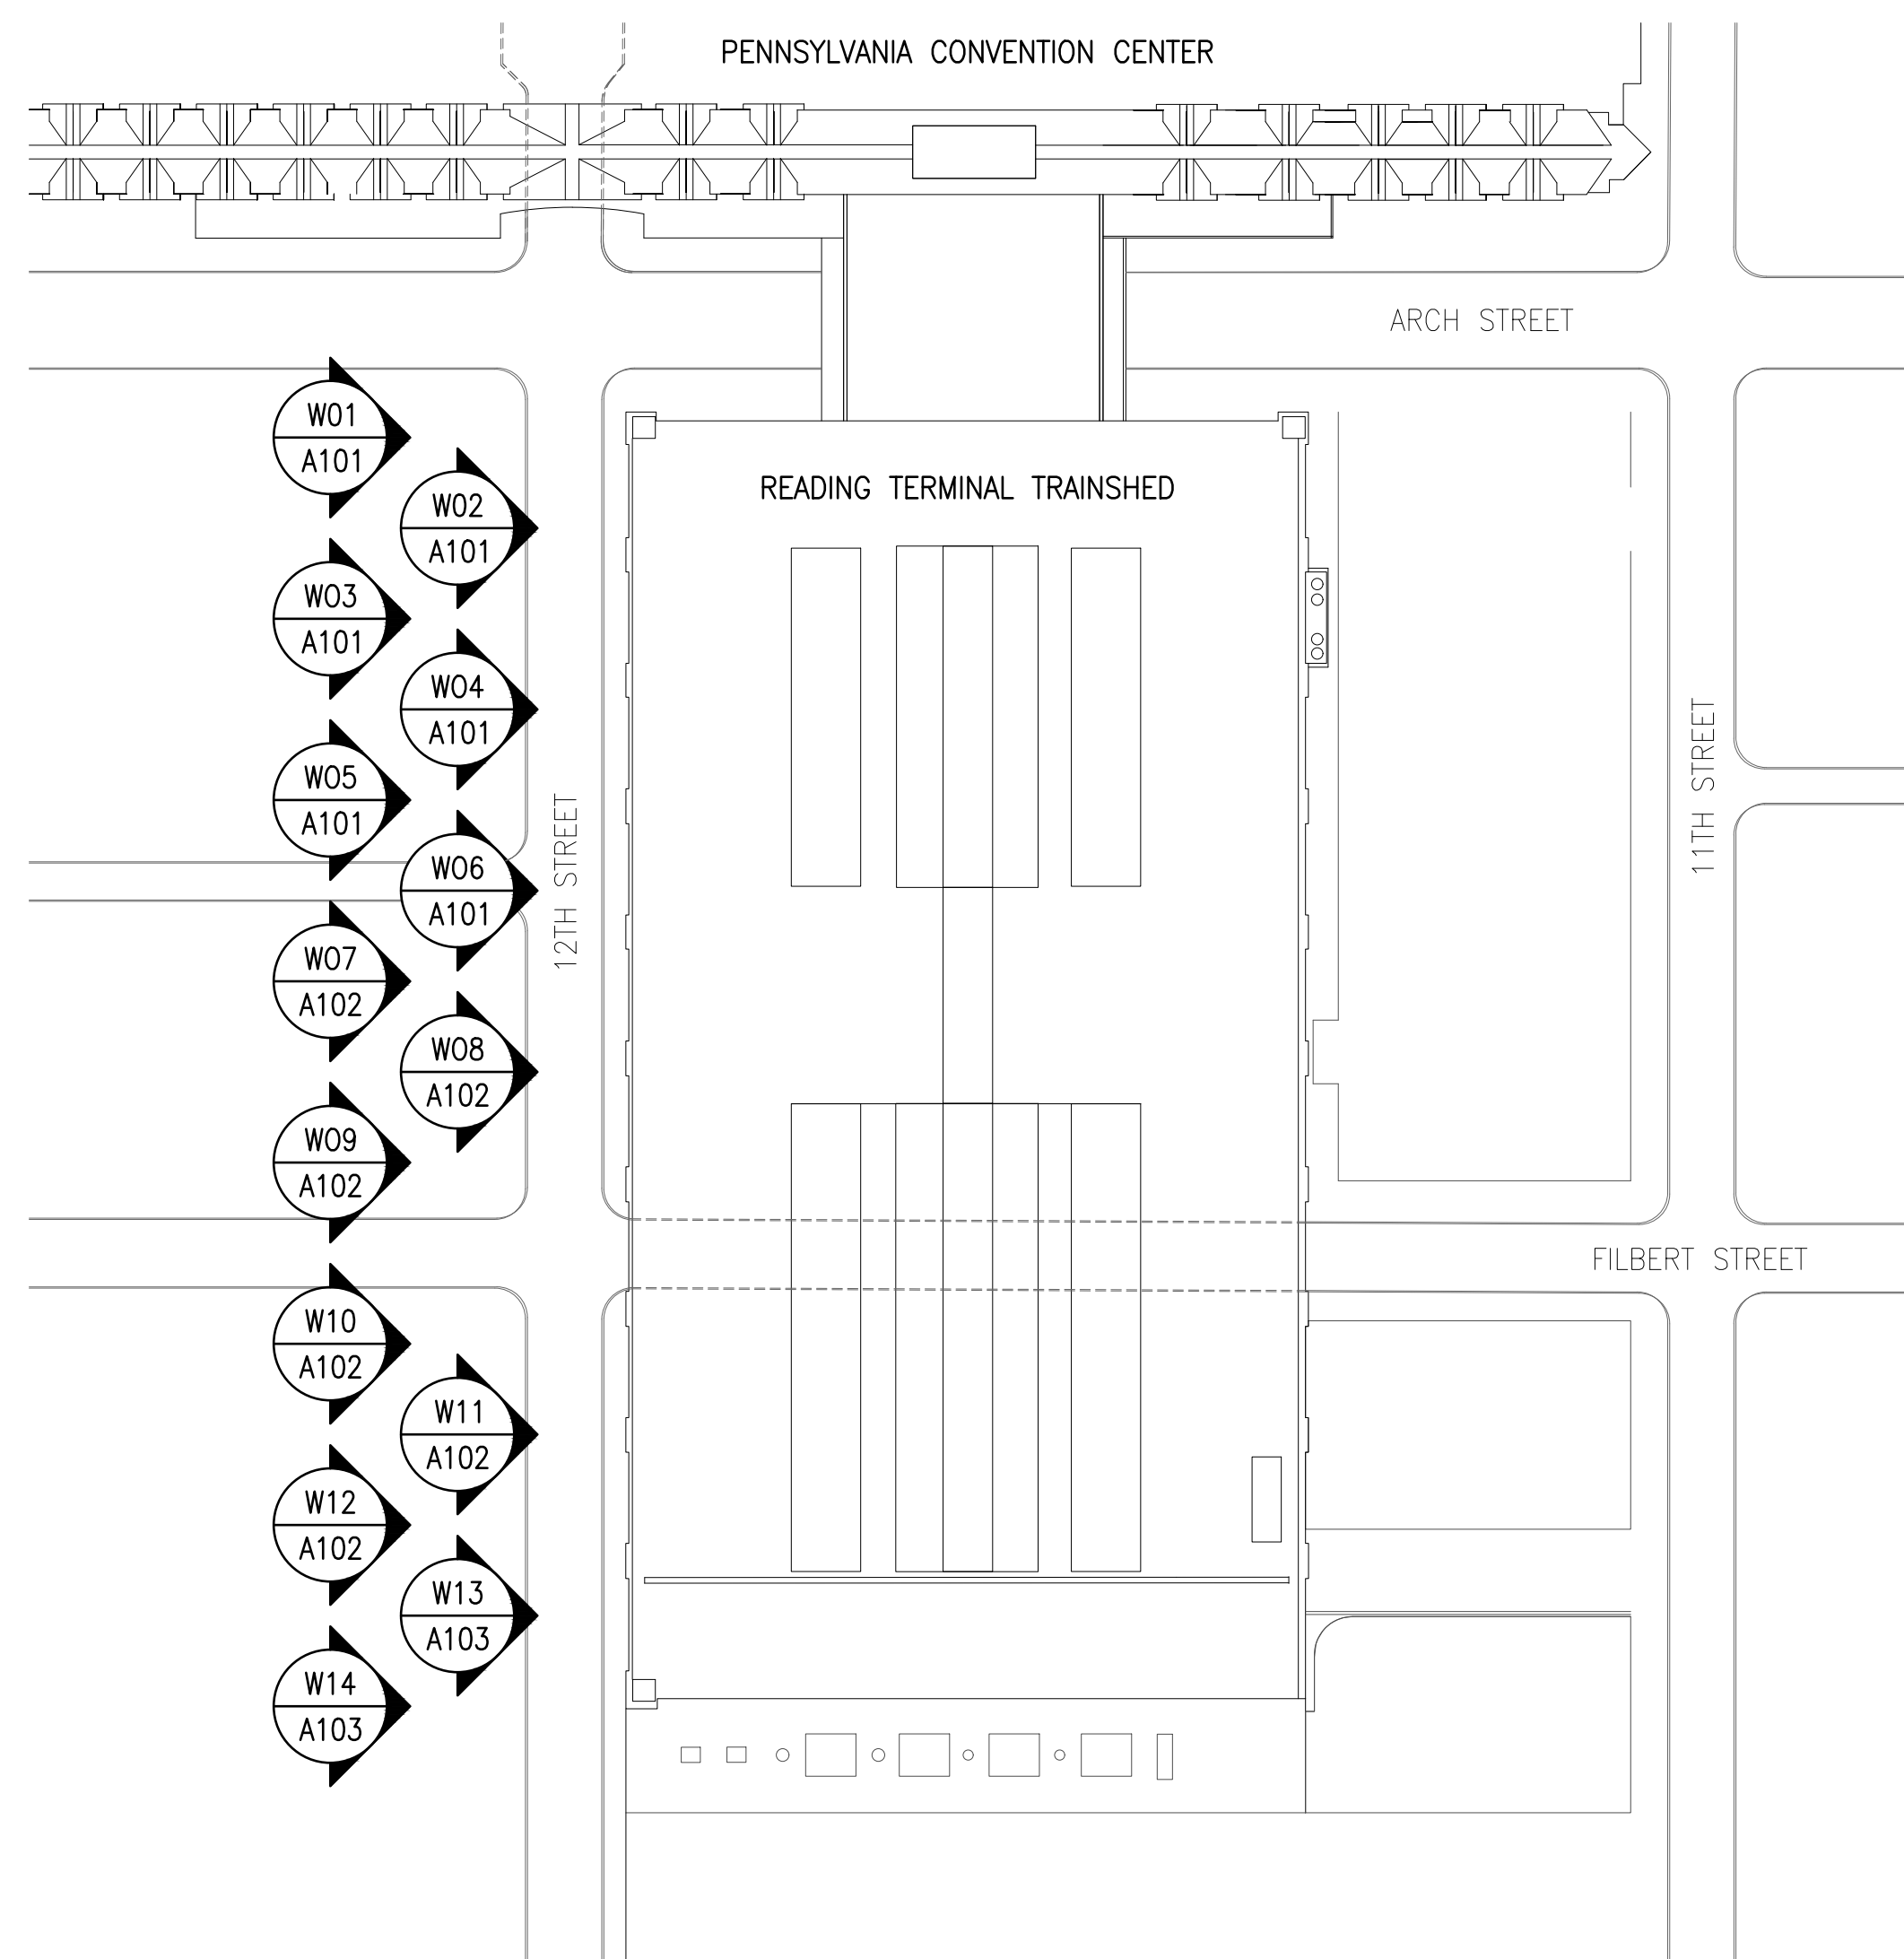 PENNSYLVANIA CONVENTION CENTER
ARCH STREET
W01
A101
READING TERMINAL TRAINSHED
W02
A101
W03
A101
W04
A101
11TH STREET
W05
A101
12TH STREET
W06
A101
W07
A102
W08
A102
W09
A102
FILBERT STREET
W10
A102
W11
A102
W12
A102
W13
A103
W14
A103